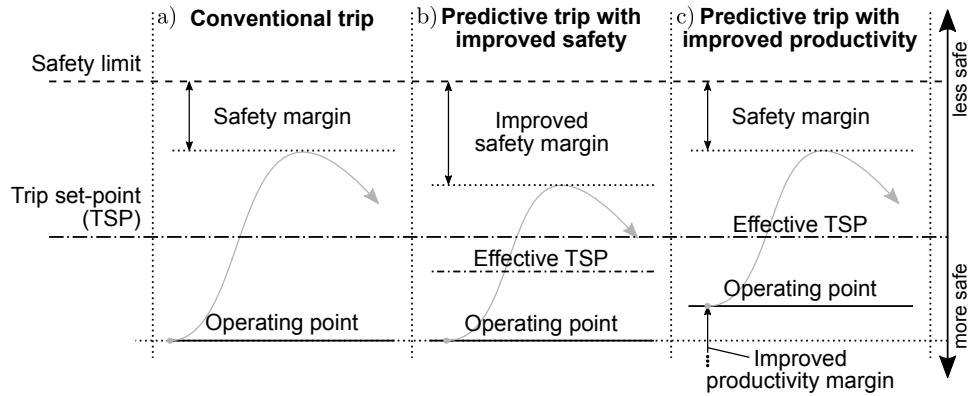 a) Conventional trip
b) Predictive trip with
improved safety
c) Predictive trip with
improved productivity
Safety limit
Safety margin
Improved
safety margin
Safety margin
less safe
Trip set-point
(TSP)
Effective TSP
Effective TSP
Operating point
Operating point
Operating point
more safe
Improved
productivity margin